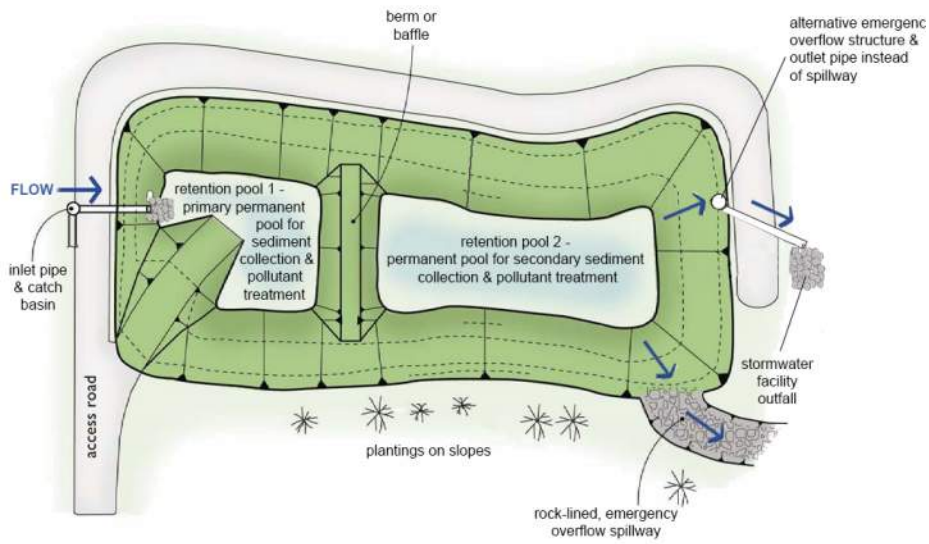 berm or
baffle
alternative emergenc
overflow structure &
outlet pipe instead
of spillway
FLOW
retention pool 1 -
primary permanent
pool for
sediment
collection &
pollutant
treatment
retention pool 2 -
permanent pool for secondary sediment
collection & pollutant treatment
inlet pipe
& catch
basin
access road
stormwater
facility
outfall
plantings on slopes
rock-lined, emergency
overflow spillway